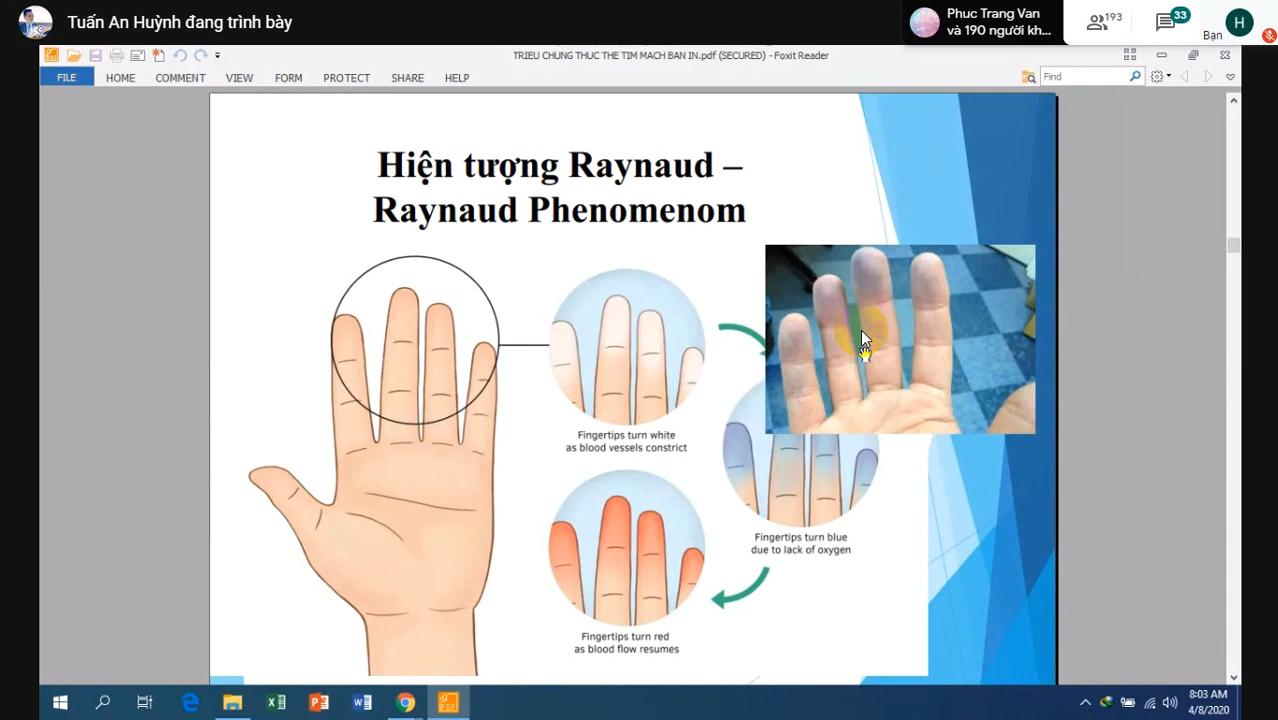 Tuấn An Huỳnh đang trình bày
Phuc Trang Van
và 190 người kh...
193
33
H
Bạn
TRIEU CHUNG THUC THE TIM MACH BAN IN.pdf (SECURED) - Foxit Reader
FILE HOME COMMENT VIEW FORM PROTECT SHARE HELP
Find
Hiện tượng Raynaud –
Raynaud Phenomenom
Fingertips turn white
as blood vessels constrict
Fingertips turn blue
due to lack of oxygen
Fingertips turn red
as blood flow resumes
8:03 AM
4/8/2020